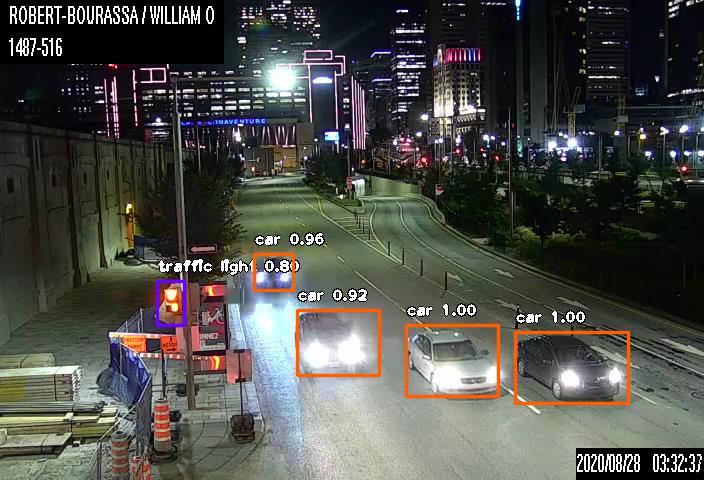 ROBERT-BOURASSA / WILLIAM O
1487-516
BONAVENTURE
car 0.96
traffic light 0.80
car 0.92
car 1.00
car 1.00
2020/08/28 03:32:37